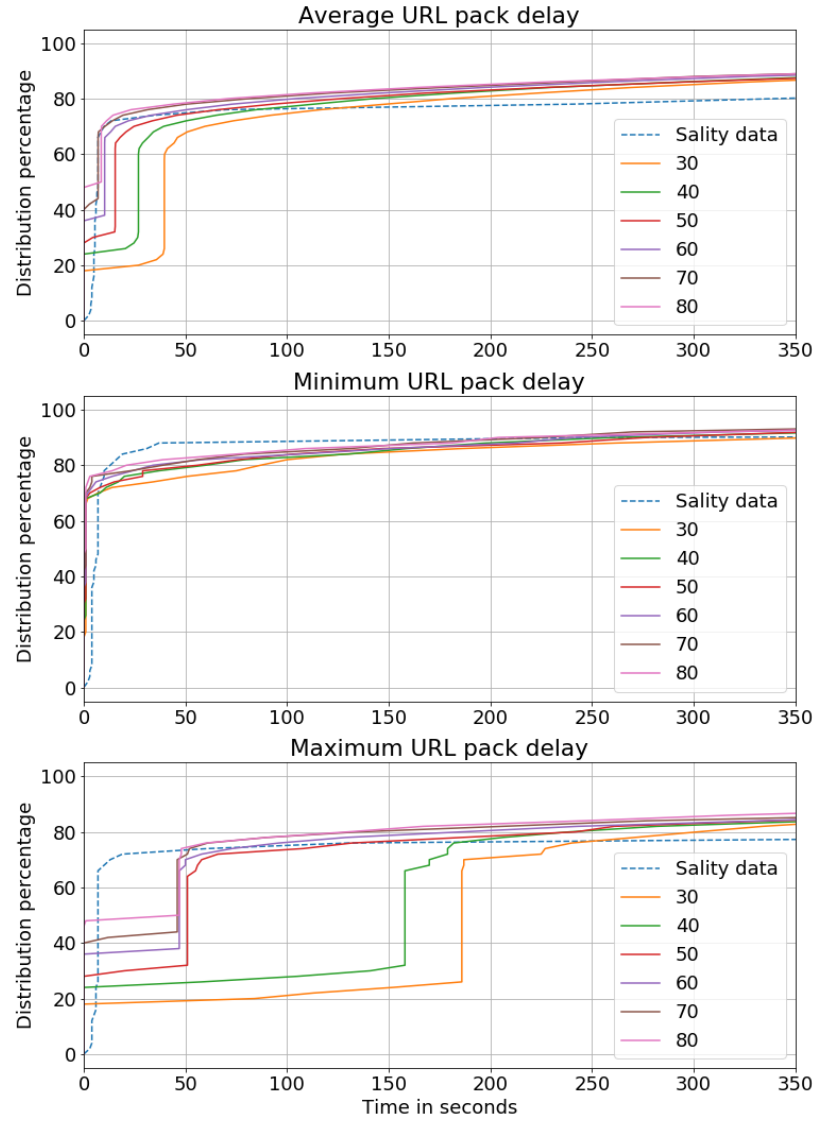 Average URL pack delay
100
80
60
40
20
0
Distribution percentage
0 50 100 150 200 250 300 350
Sality data
30
40
50
60
70
80
Minimum URL pack delay
100
80
60
40
20
0
Distribution percentage
0 50 100 150 200 250 300 350
Sality data
30
40
50
60
70
80
Maximum URL pack delay
100
80
60
40
20
0
Distribution percentage
0 50 100 150 200 250 300 350
Sality data
30
40
50
60
70
80
Time in seconds